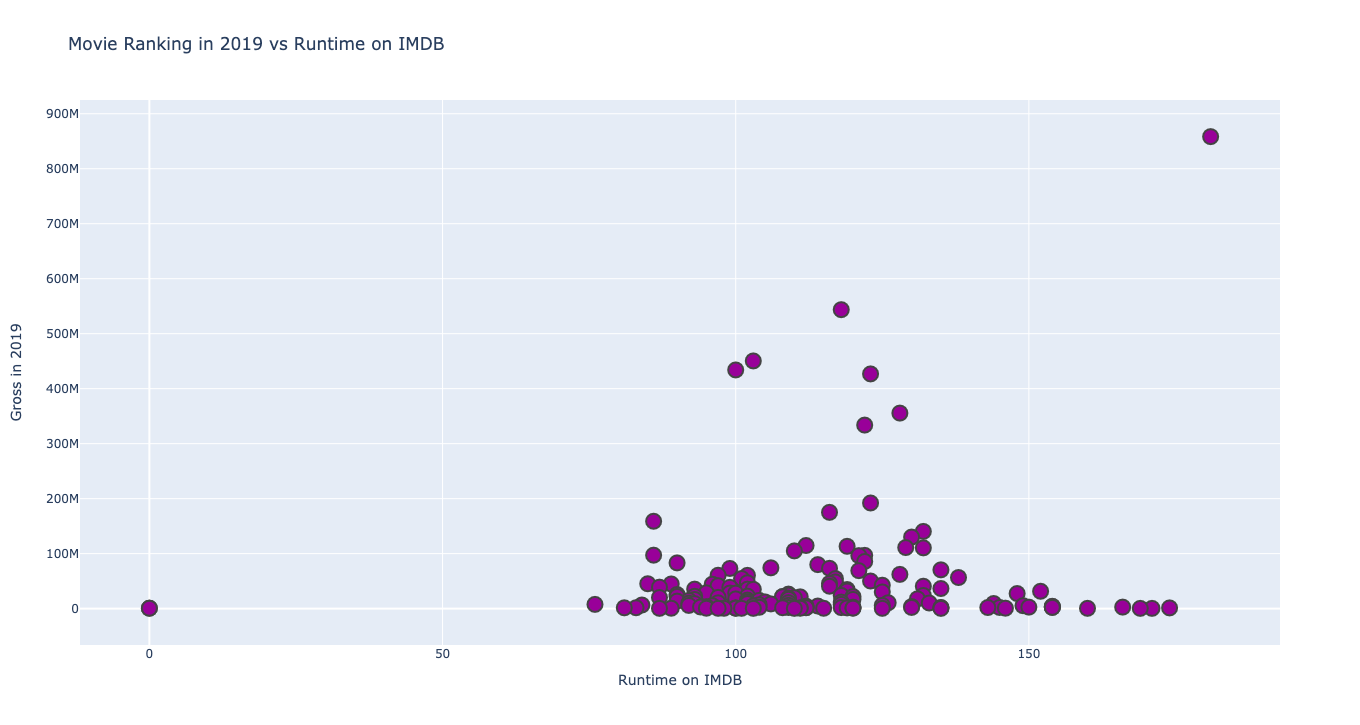 Movie Ranking in 2019 vs Runtime on IMDB
900M
800M
700M
600M
500M
400M
300M
200M
100M
0
Gross in 2019
0
50
100
150
Runtime on IMDB